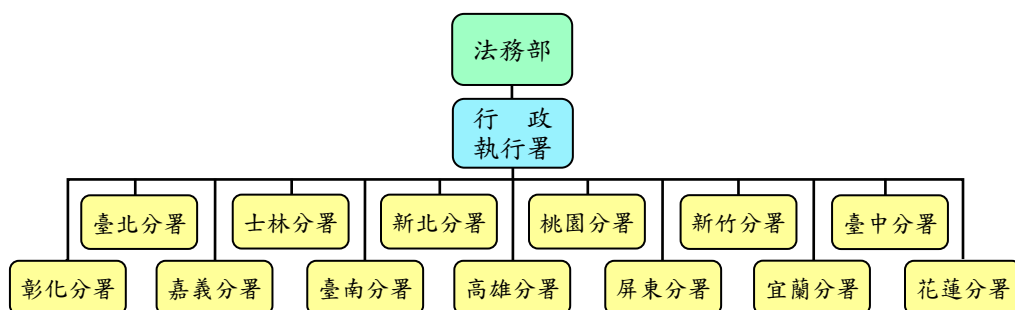 法務部
行 政
執行署
臺北分署
士林分署
新北分署
桃園分署
新竹分署
臺中分署
彰化分署
嘉義分署
臺南分署
高雄分署
屏東分署
宜蘭分署
花蓮分署